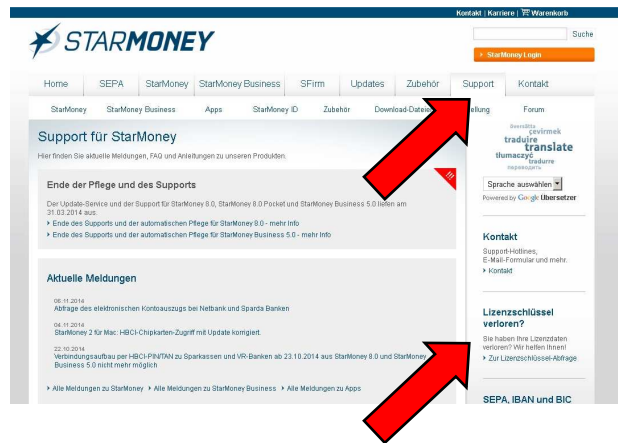 Kontakt | Karriere | Warenkorb
STARMONEY
Suche
StarMoney Login
Home SEPA StarMoney StarMoney Business SFirm Updates Zubehör Support Kontakt
StarMoney StarMoney Business Apps StarMoney ID Zubehör Download-Dateien Forum
Support für StarMoney
Hier finden Sie aktuelle Meldungen, FAQ und Anleitungen zu unseren Produkten.
!!!
Ende der Pflege und des Supports
Der Update-Service und der Support für StarMoney 8.0, StarMoney 8.0 Pocket und StarMoney Business 5.0 liefen am
31.03.2014 aus.
Ende des Supports und der automatischen Pflege für StarMoney 8.0 - mehr Info
Ende des Supports und der automatischen Pflege für StarMoney Business 5.0 - mehr Info
Aktuelle Meldungen
06.11.2014
Abfrage des elektronischen Kontoauszugs bei Netbank und Sparda Banken
04.11.2014
StarMoney 2 für Mac: HBCI-Chipkarten-Zugriff mit Update korrigiert.
22.10.2014
Verbindungsaufbau per HBCI-PIN/TAN zu Sparkassen und VR-Banken ab 23.10.2014 aus StarMoney 8.0 und StarMoney
Business 5.0 nicht mehr möglich
Alle Meldungen zu StarMoney Alle Meldungen zu StarMoney Business Alle Meldungen zu Apps
çevirmek
traduire
translate
tłumaczyć
tradurre
переводить
Sprache auswählen
Powered by Google Übersetzer
Kontakt
Support-Hotlines,
E-Mail-Formular und mehr.
Kontakt
Lizenzschlüssel
verloren?
Sie haben Ihre Lizenzdaten
verloren? Wir helfen Ihnen!
Zur Lizenzschlüssel-Abfrage
SEPA, IBAN und BIC